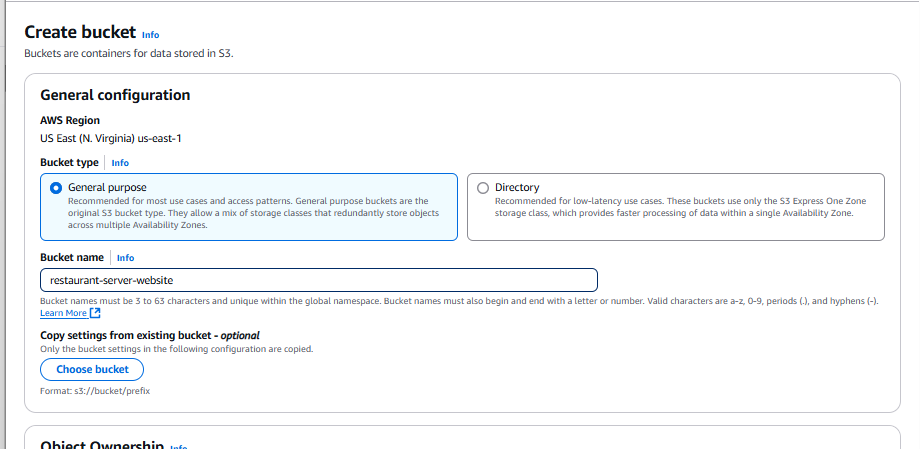 Create bucket Info
Buckets are containers for data stored in S3.
General configuration
AWS Region
US East (N. Virginia) us-east-1
Bucket type Info
General purpose
Recommended for most use cases and access patterns. General purpose buckets are the
original S3 bucket type. They allow a mix of storage classes that redundantly store objects
across multiple Availability Zones.
Directory
Recommended for low-latency use cases. These buckets use only the S3 Express One Zone
storage class, which provides faster processing of data within a single Availability Zone.
Bucket name Info
restaurant-server-website
Bucket names must be 3 to 63 characters and unique within the global namespace. Bucket names must also begin and end with a letter or number. Valid characters are a-z, 0-9, periods (.), and hyphens (-).
Learn More
Copy settings from existing bucket - optional
Only the bucket settings in the following configuration are copied.
Choose bucket
Format: s3://bucket/prefix
Object Ownership Info